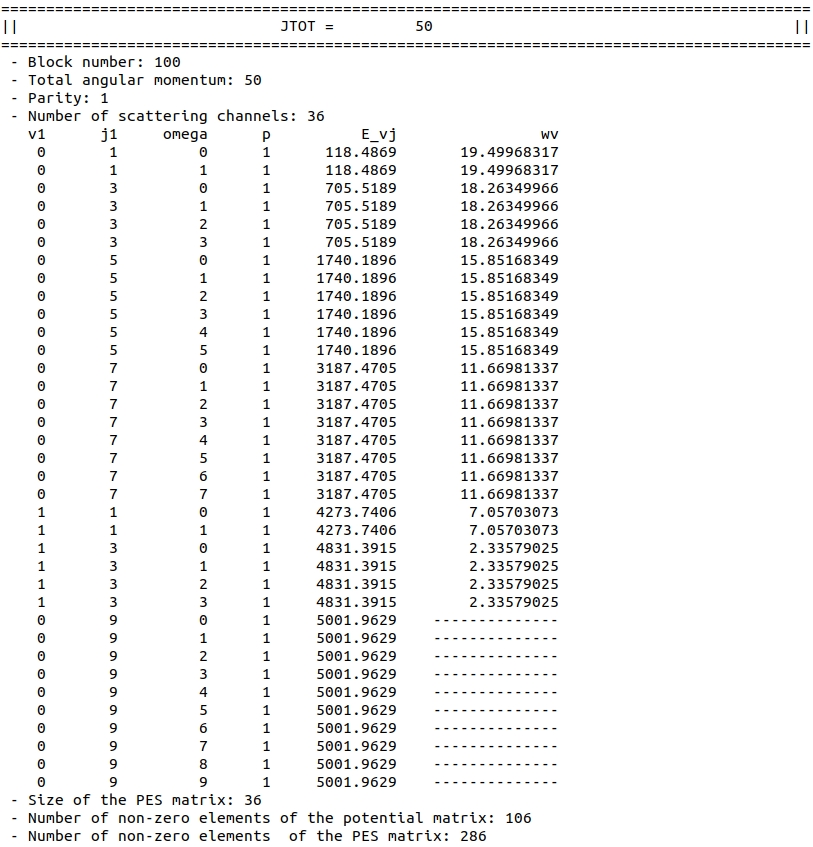 ==========================================================================================
||                             JTOT =         50                                        ||
==========================================================================================
 - Block number: 100
 - Total angular momentum: 50
 - Parity: 1
 - Number of scattering channels: 36
   v1      j1     omega      p          E_vj                wv
    0       1         0      1      118.4869       19.49968317
    0       1         1      1      118.4869       19.49968317
    0       3         0      1      705.5189       18.26349966
    0       3         1      1      705.5189       18.26349966
    0       3         2      1      705.5189       18.26349966
    0       3         3      1      705.5189       18.26349966
    0       5         0      1     1740.1896       15.85168349
    0       5         1      1     1740.1896       15.85168349
    0       5         2      1     1740.1896       15.85168349
    0       5         3      1     1740.1896       15.85168349
    0       5         4      1     1740.1896       15.85168349
    0       5         5      1     1740.1896       15.85168349
    0       7         0      1     3187.4705       11.66981337
    0       7         1      1     3187.4705       11.66981337
    0       7         2      1     3187.4705       11.66981337
    0       7         3      1     3187.4705       11.66981337
    0       7         4      1     3187.4705       11.66981337
    0       7         5      1     3187.4705       11.66981337
    0       7         6      1     3187.4705       11.66981337
    0       7         7      1     3187.4705       11.66981337
    1       1         0      1     4273.7406        7.05703073
    1       1         1      1     4273.7406        7.05703073
    1       3         0      1     4831.3915        2.33579025
    1       3         1      1     4831.3915        2.33579025
    1       3         2      1     4831.3915        2.33579025
    1       3         3      1     4831.3915        2.33579025
    0       9         0      1     5001.9629    --------------
    0       9         1      1     5001.9629    --------------
    0       9         2      1     5001.9629    --------------
    0       9         3      1     5001.9629    --------------
    0       9         4      1     5001.9629    --------------
    0       9         5      1     5001.9629    --------------
    0       9         6      1     5001.9629    --------------
    0       9         7      1     5001.9629    --------------
    0       9         8      1     5001.9629    --------------
    0       9         9      1     5001.9629    --------------
 - Size of the PES matrix: 36
 - Number of non-zero elements of the potential matrix: 106
 - Number of non-zero elements  of the PES matrix: 286